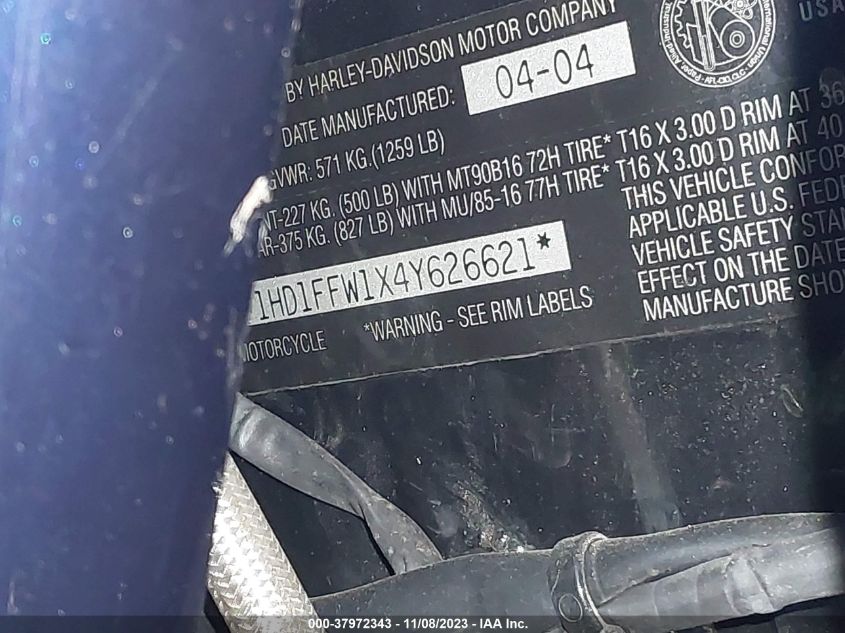 BY HARLEY-DAVIDSON MOTOR COMPANY
USA
DATE MANUFACTURED: 04-04
GVWR: 571 KG.(1259 LB)
NT-227 KG. (500 LB) WITH MT90B16 72H TIRE* T16 X 3.00 D RIM AT 36
AR-375 KG. (827 LB) WITH MU/85-16 77H TIRE* T16 X 3.00 D RIM AT 40
1HD1FFW1X4Y626621*
THIS VEHICLE CONFOR
APPLICABLE U.S. FEDE
VEHICLE SAFETY STAN
EFFECT ON THE DATE
MANUFACTURE SHO
MOTORCYCLE *WARNING - SEE RIM LABELS
000-37972343 - 11/08/2023 - IAA Inc.